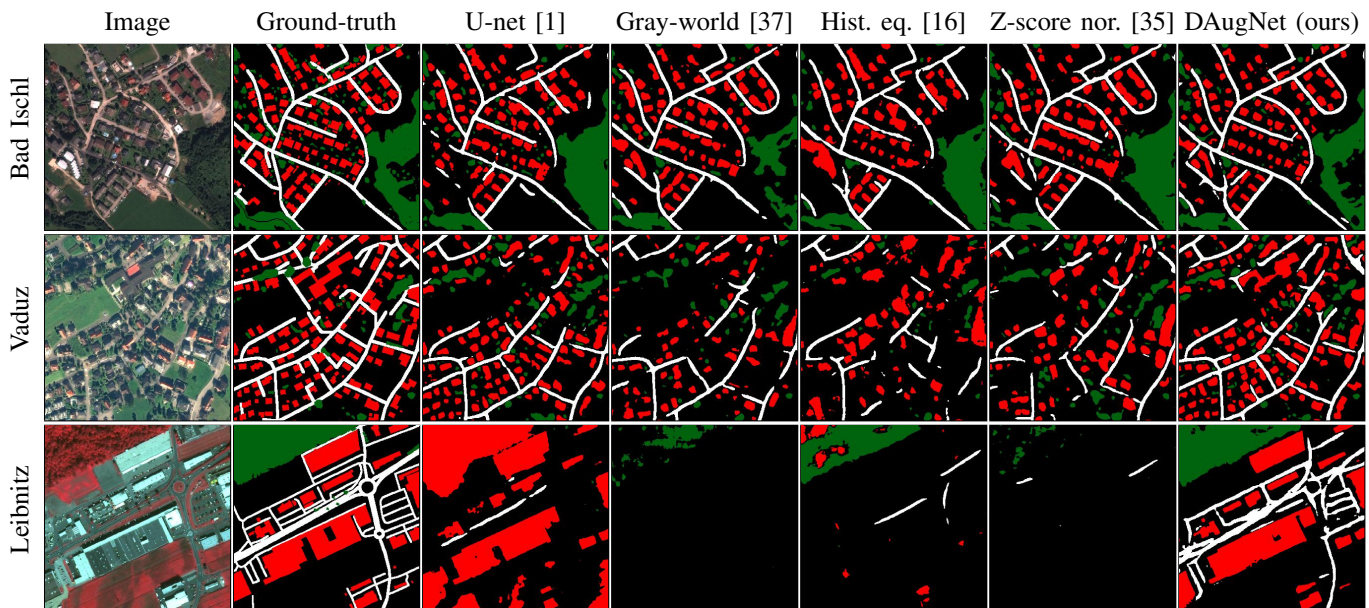 Image Ground-truth U-net [1] Gray-world [37] Hist. eq. [16] Z-score nor. [35] DAugNet (ours)
Bad Ischl
Vaduz
Leibnitz